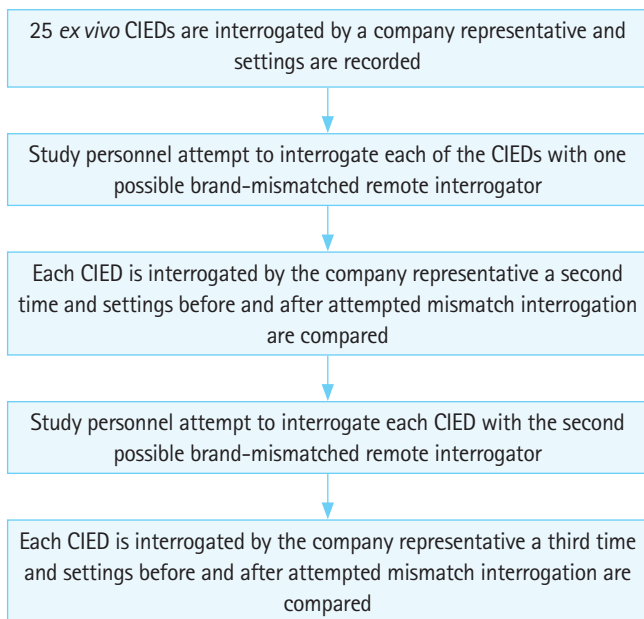 25 ex vivo CIEDs are interrogated by a company representative and
settings are recorded
Study personnel attempt to interrogate each of the CIEDs with one
possible brand-mismatched remote interrogator
Each CIED is interrogated by the company representative a second
time and settings before and after attempted mismatch interrogation
are compared
Study personnel attempt to interrogate each CIED with the second
possible brand-mismatched remote interrogator
Each CIED is interrogated by the company representative a third time
and settings before and after attempted mismatch interrogation are
compared